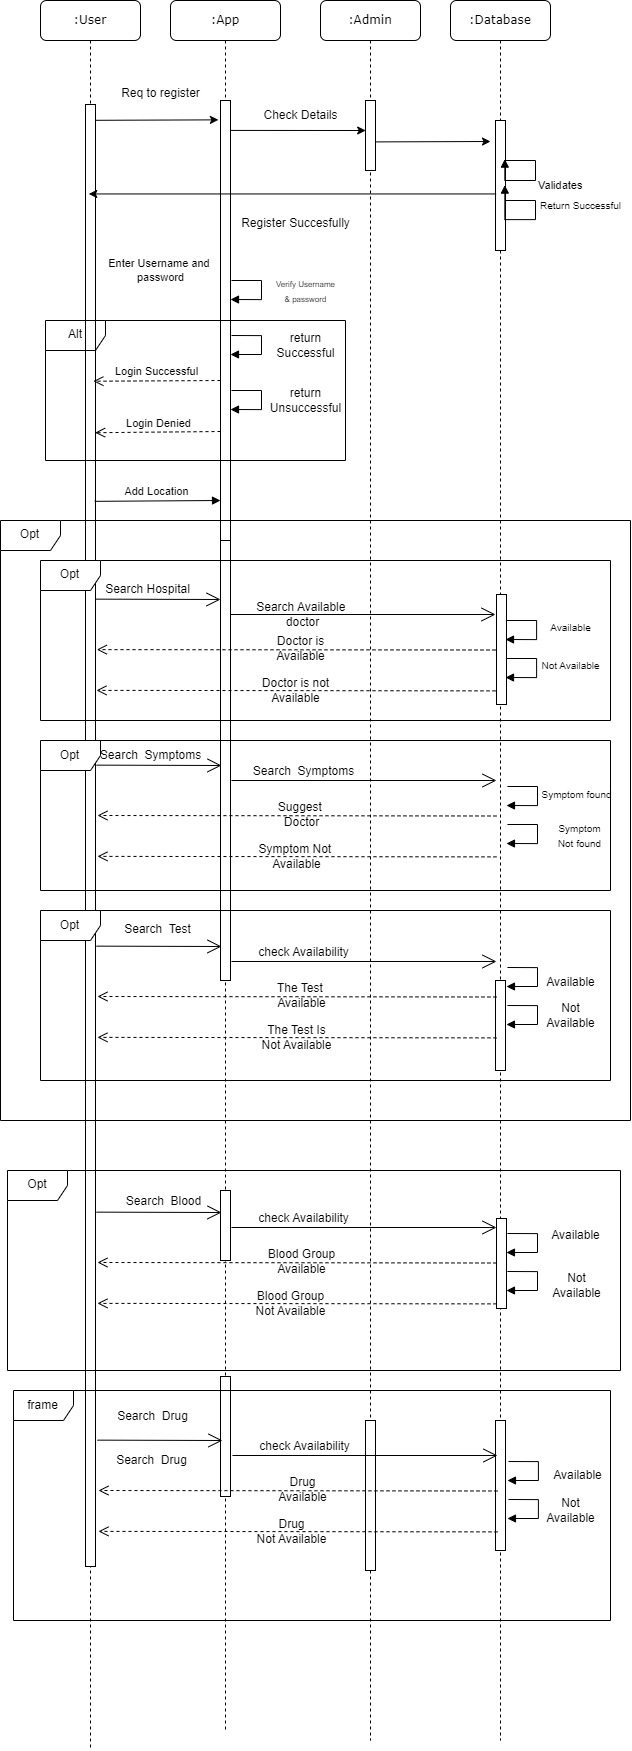 :User
:App
:Admin
:Database
Req to register
Check Details
Validates
Return Successful
Register Succesfully
Enter Username and
password
Verify Username
& password
Alt
return
Successful
Login Successful
return
Unsuccessful
Login Denied
Add Location
Opt
Opt
Search Hospital
Search Available
doctor
Available
Doctor is
Available
Not Available
Doctor is not
Available
Opt
Search Symptoms
Search Symptoms
Symptom found
Suggest
Doctor
Symptom
Not found
Symptom Not
Available
Opt
Search Test
check Availability
Available
The Test
Available
Not
Available
The Test Is
Not Available
Opt
Search Blood
check Availability
Available
Blood Group
Available
Not
Available
Blood Group
Not Available
frame
Search Drug
check Availability
Search Drug
Available
Drug
Available
Not
Available
Drug
Not Available